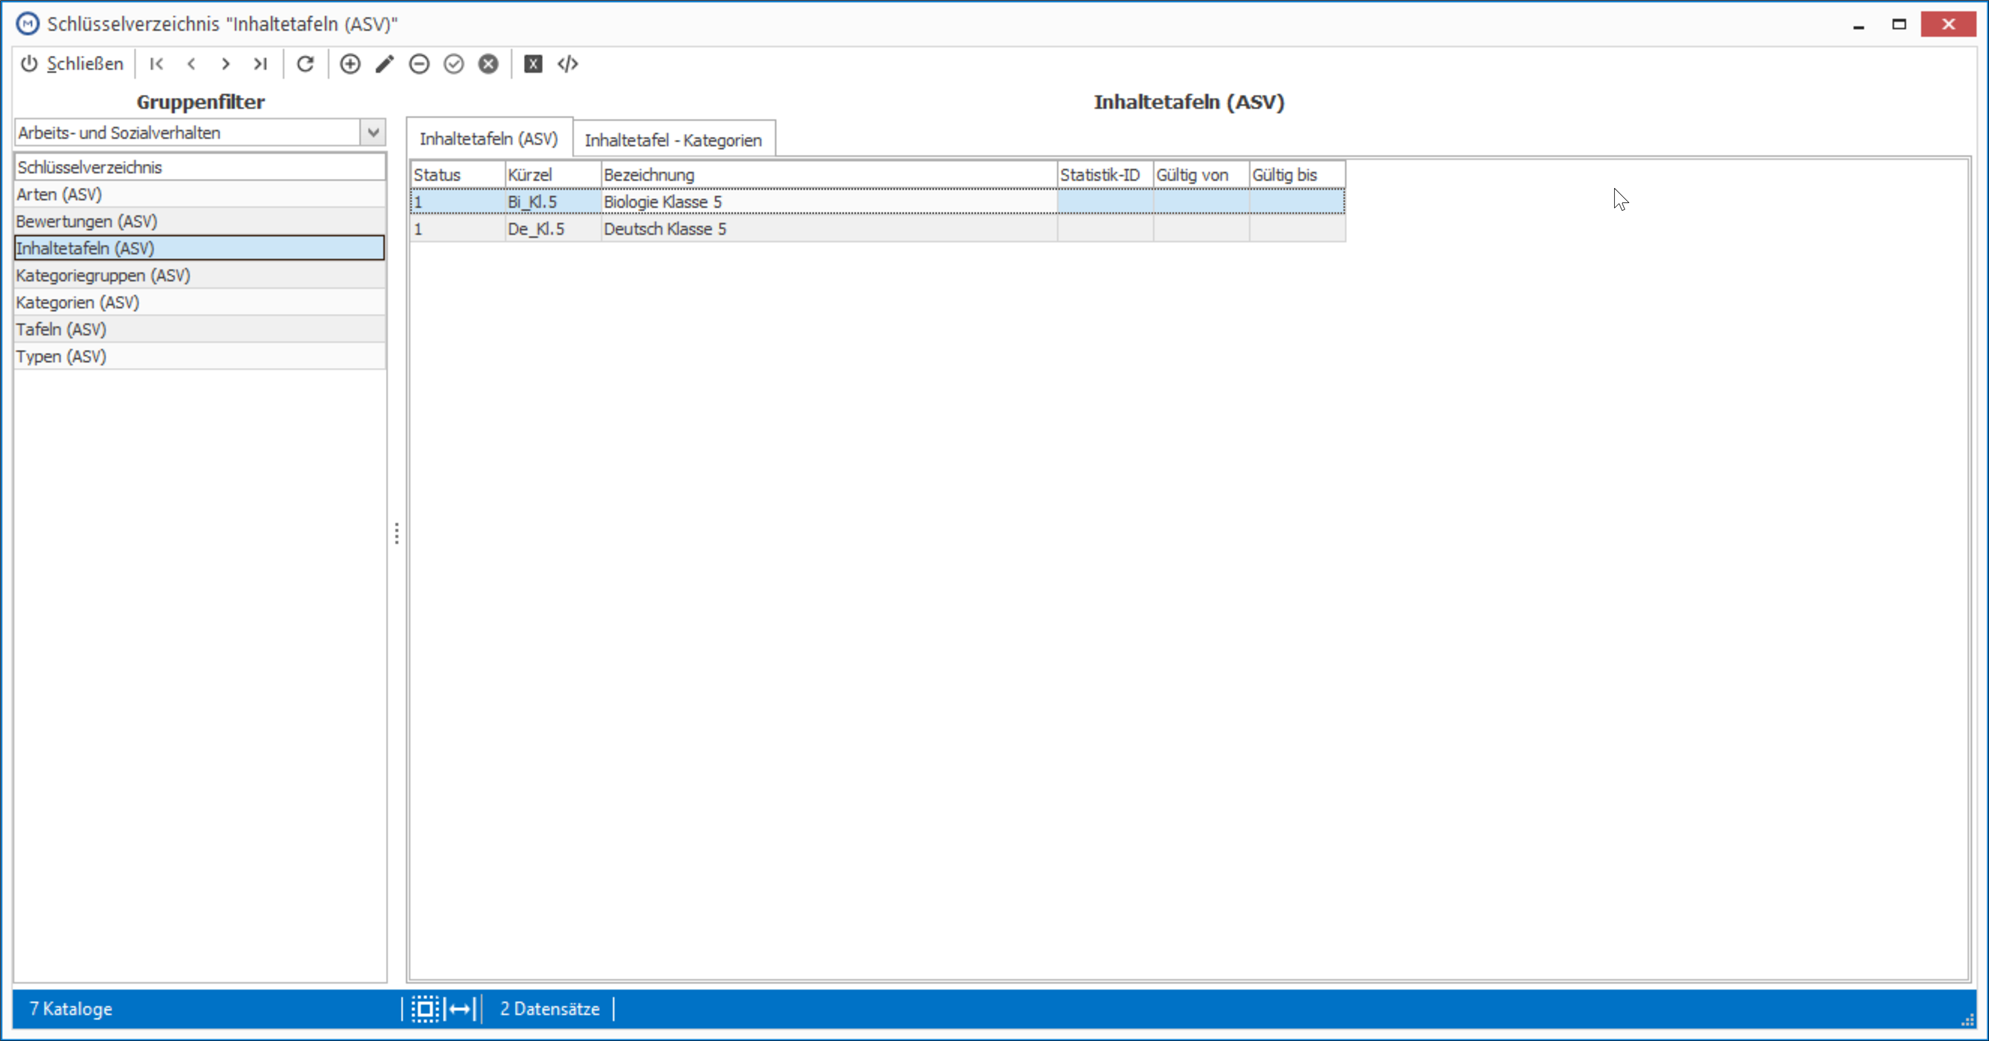 Schlüsselverzeichnis "Inhaltetafeln (ASV)"
Schließen
Gruppenfilter
Arbeits- und Sozialverhalten
Schlüsselverzeichnis
Arten (ASV)
Bewertungen (ASV)
Inhaltetafeln (ASV)
Kategoriegruppen (ASV)
Kategorien (ASV)
Tafeln (ASV)
Typen (ASV)
Inhaltetafeln (ASV)
Inhaltetafeln (ASV) Inhaltetafel - Kategorien
Status Kürzel Bezeichnung Statistik-ID Gültig von Gültig bis
1 Bi_Kl.5 Biologie Klasse 5
1 De_Kl.5 Deutsch Klasse 5
7 Kataloge 2 Datensätze